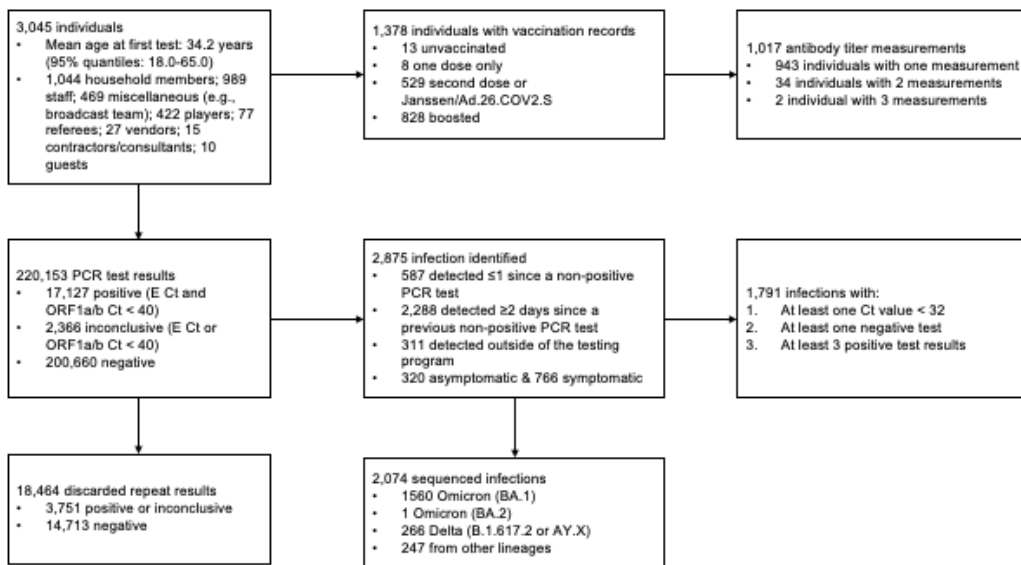 3,045 individuals
• Mean age at first test: 34.2 years
(95% quantiles: 18.0-65.0)
• 1,044 household members; 989
staff; 469 miscellaneous (e.g.,
broadcast team); 422 players; 77
referees; 27 vendors; 15
contractors/consultants; 10
guests
1,378 individuals with vaccination records
• 13 unvaccinated
• 8 one dose only
• 529 second dose or
Janssen/Ad.26.COV2.S
• 828 boosted
1,017 antibody titer measurements
• 943 individuals with one measurement
• 34 individuals with 2 measurements
• 2 individual with 3 measurements
220,153 PCR test results
• 17,127 positive (E Ct and
ORF1a/b Ct < 40)
• 2,366 inconclusive (E Ct or
ORF1a/b Ct < 40)
• 200,660 negative
2,875 infection identified
• 587 detected ≤1 since a non-positive
PCR test
• 2,288 detected ≥2 days since a
previous non-positive PCR test
• 311 detected outside of the testing
program
• 320 asymptomatic & 766 symptomatic
1,791 infections with:
1. At least one Ct value < 32
2. At least one negative test
3. At least 3 positive test results
18,464 discarded repeat results
• 3,751 positive or inconclusive
• 14,713 negative
2,074 sequenced infections
• 1560 Omicron (BA.1)
• 1 Omicron (BA.2)
• 266 Delta (B.1.617.2 or AY.X)
• 247 from other lineages